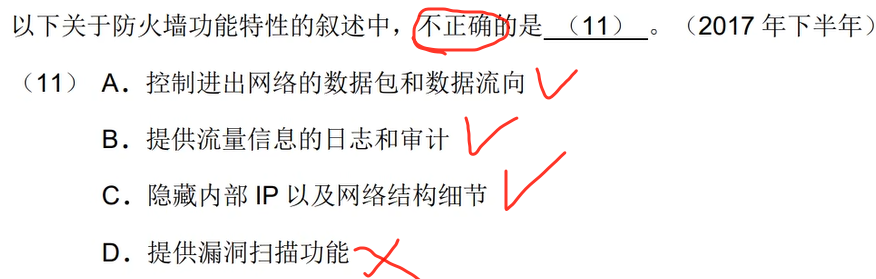 以下关于防火墙功能特性的叙述中，不正确的是 （11） 。（2017 年下半年）
（11） A．控制进出网络的数据包和数据流向
B．提供流量信息的日志和审计
C．隐藏内部 IP 以及网络结构细节
D．提供漏洞扫描功能